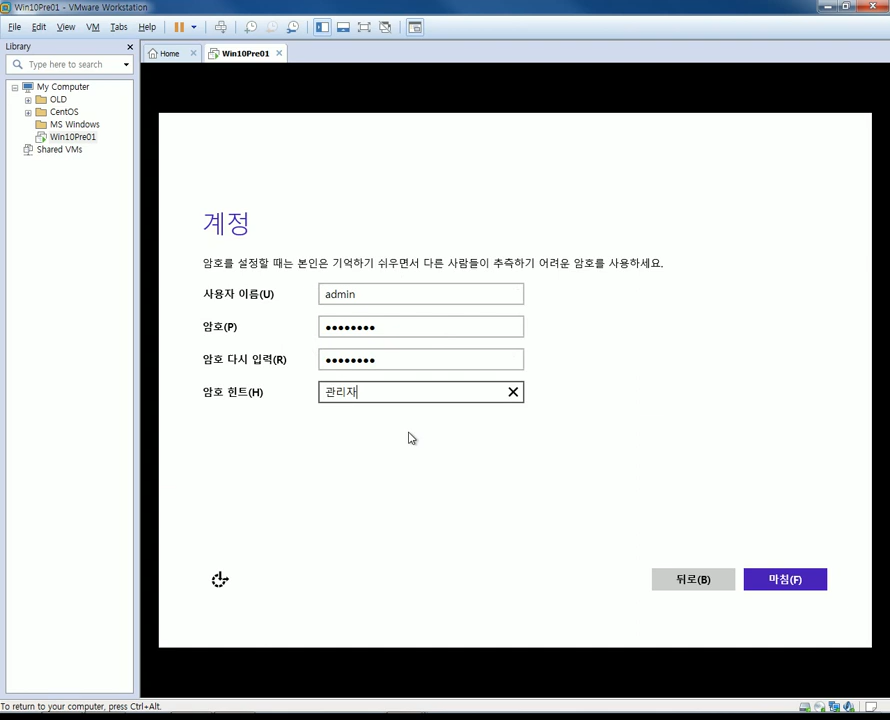 Win10Pre01 - VMware Workstation
File Edit View VM Tabs Help
Library
Type here to search
My Computer
OLD
CentOS
MS Windows
Win10Pre01
Shared VMs
Home
Win10Pre01
계정
암호를 설정할 때는 본인은 기억하기 쉬우면서 다른 사람들이 추측하기 어려운 암호를 사용하세요.
사용자 이름(U) admin
암호(P) ••••••••
암호 다시 입력(R) ••••••••
암호 힌트(H) 관리자
뒤로(B) 마침(F)
To return to your computer, press Ctrl+Alt.